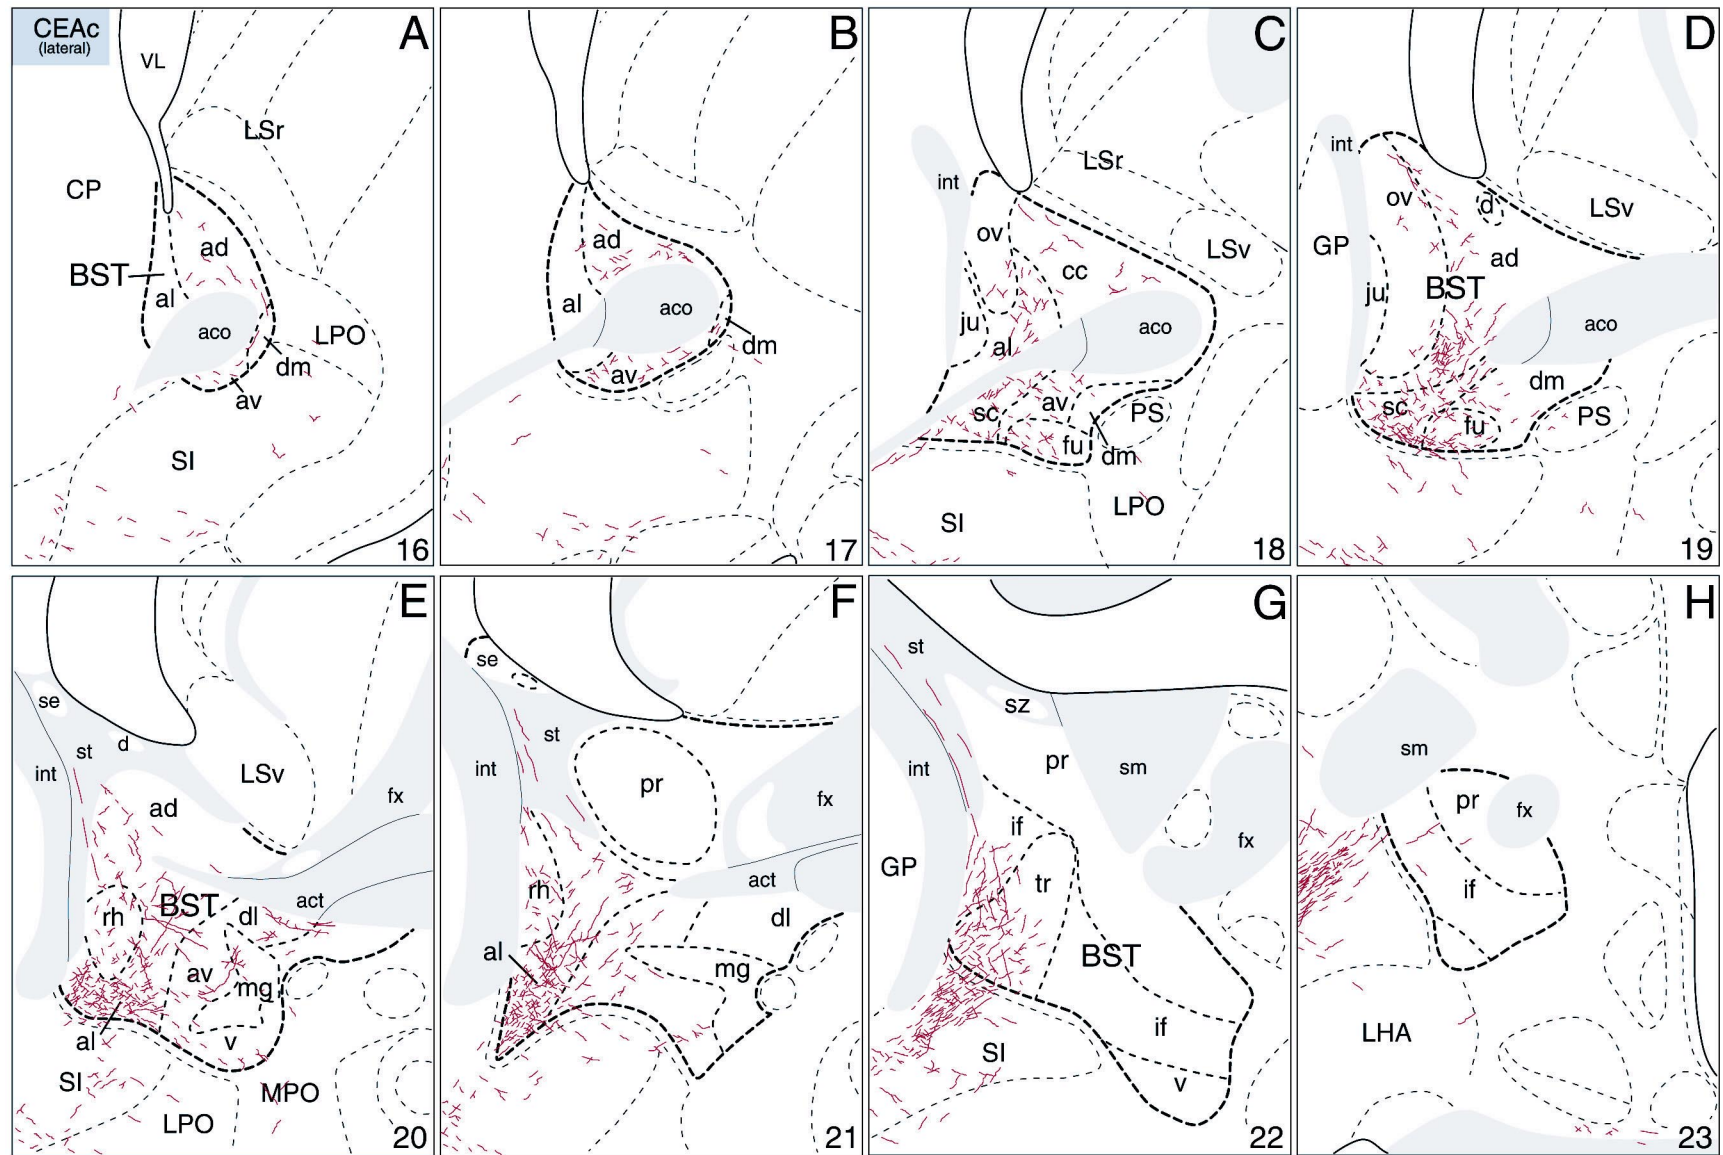 CEAc
(lateral)
A
VL
LSr
CP
ad
BST
al
aco
LPO
dm
av
SI
16
B
ad
al
aco
dm
av
17
C
LSr
int
ov
LSv
cc
ju
al
aco
sc
av
PS
fu
dm
SI
LPO
18
D
int
ov
d
LSv
GP
ad
ju
BST
aco
dm
sc
fu
PS
19
E
se
st
d
int
LSv
ad
fx
rh
BST
dl
act
av
mg
al
v
SI
MPO
LPO
20
F
se
st
int
pr
fx
rh
act
dl
al
mg
21
G
st
sz
int
pr
sm
if
GP
tr
fx
BST
if
SI
v
22
H
sm
pr
fx
if
LHA
23